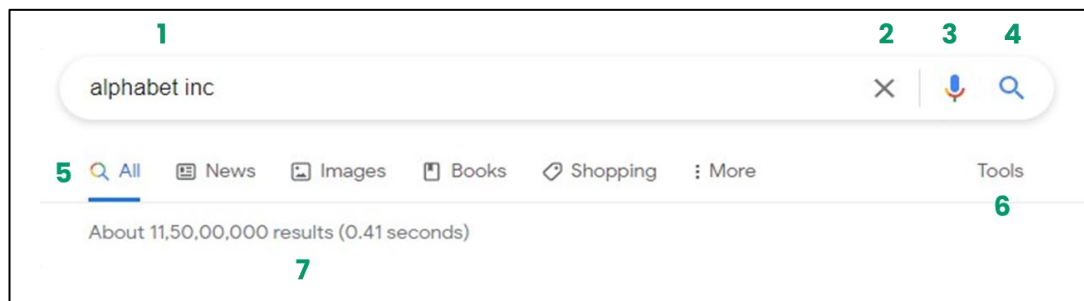 1 2 3 4
alphabet inc
5 All News Images Books Shopping More Tools
6
About 11,50,00,000 results (0.41 seconds)
7